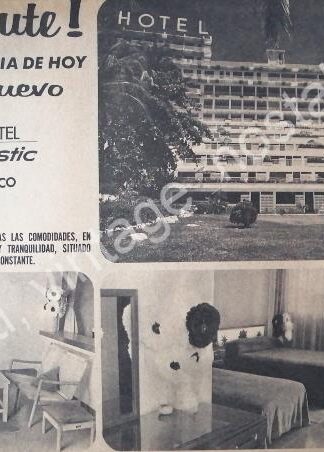 ute!
IA DE HOY
uevo
TEL
stic
CO
AS LAS COMODIDADES, EN
Y TRANQUILIDAD, SITUADO
ONSTANTE.
HOTEL